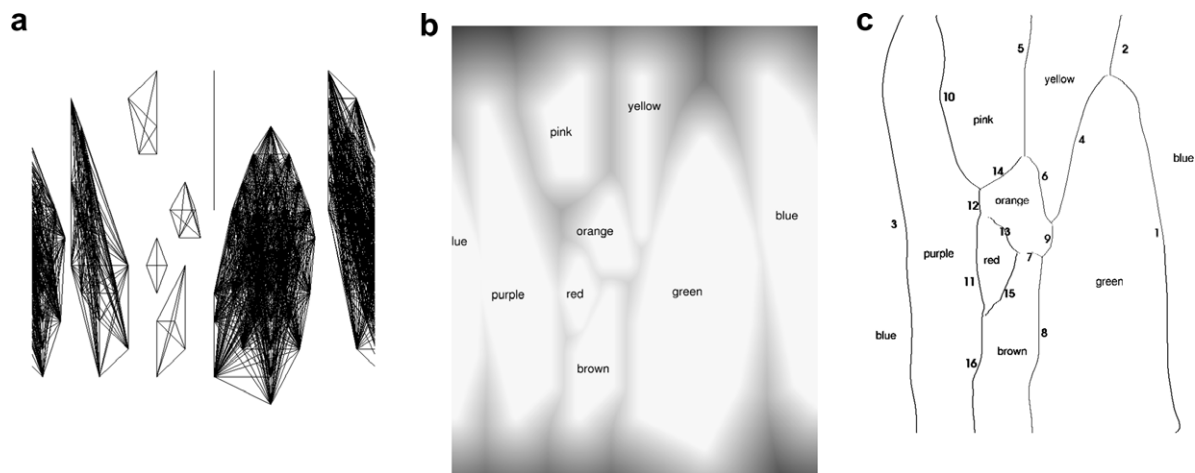 a
b
c
pink
yellow
orange
lue
blue
purple
red
green
brown
5
2
yellow
10
pink
4
blue
14
6
12
orange
3
13
9
1
purple
red
7
11
15
green
blue
8
brown
16